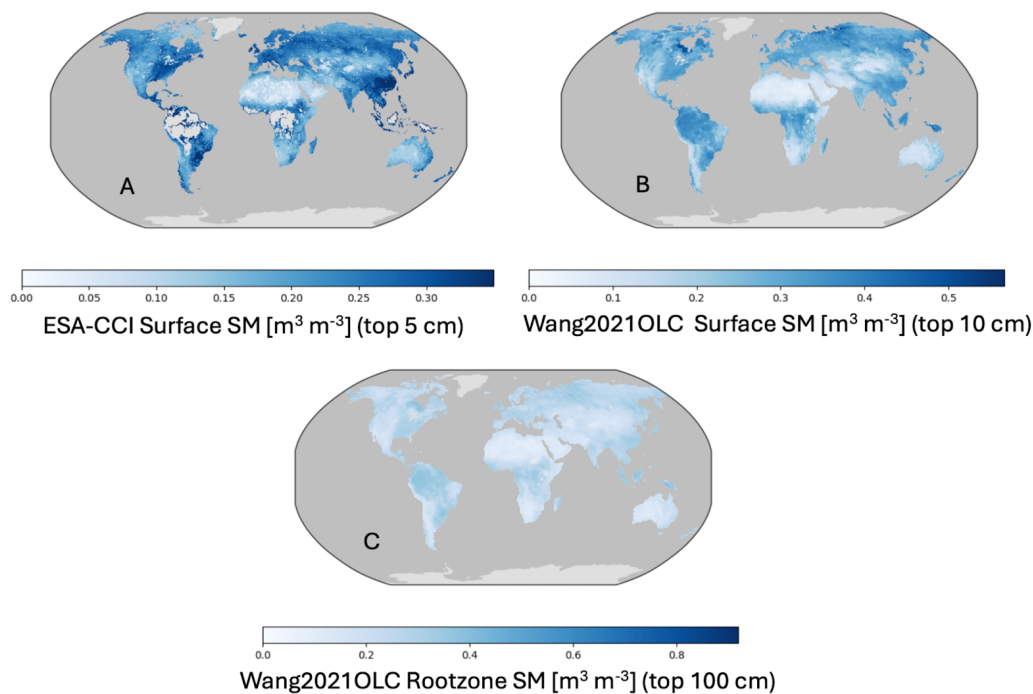 A
B
0.00 0.05 0.10 0.15 0.20 0.25 0.30
0.0 0.1 0.2 0.3 0.4 0.5
ESA-CCI Surface SM [m³ m⁻³] (top 5 cm)
Wang2021OLC Surface SM [m³ m⁻³] (top 10 cm)
C
0.0 0.2 0.4 0.6 0.8
Wang2021OLC Rootzone SM [m³ m⁻³] (top 100 cm)